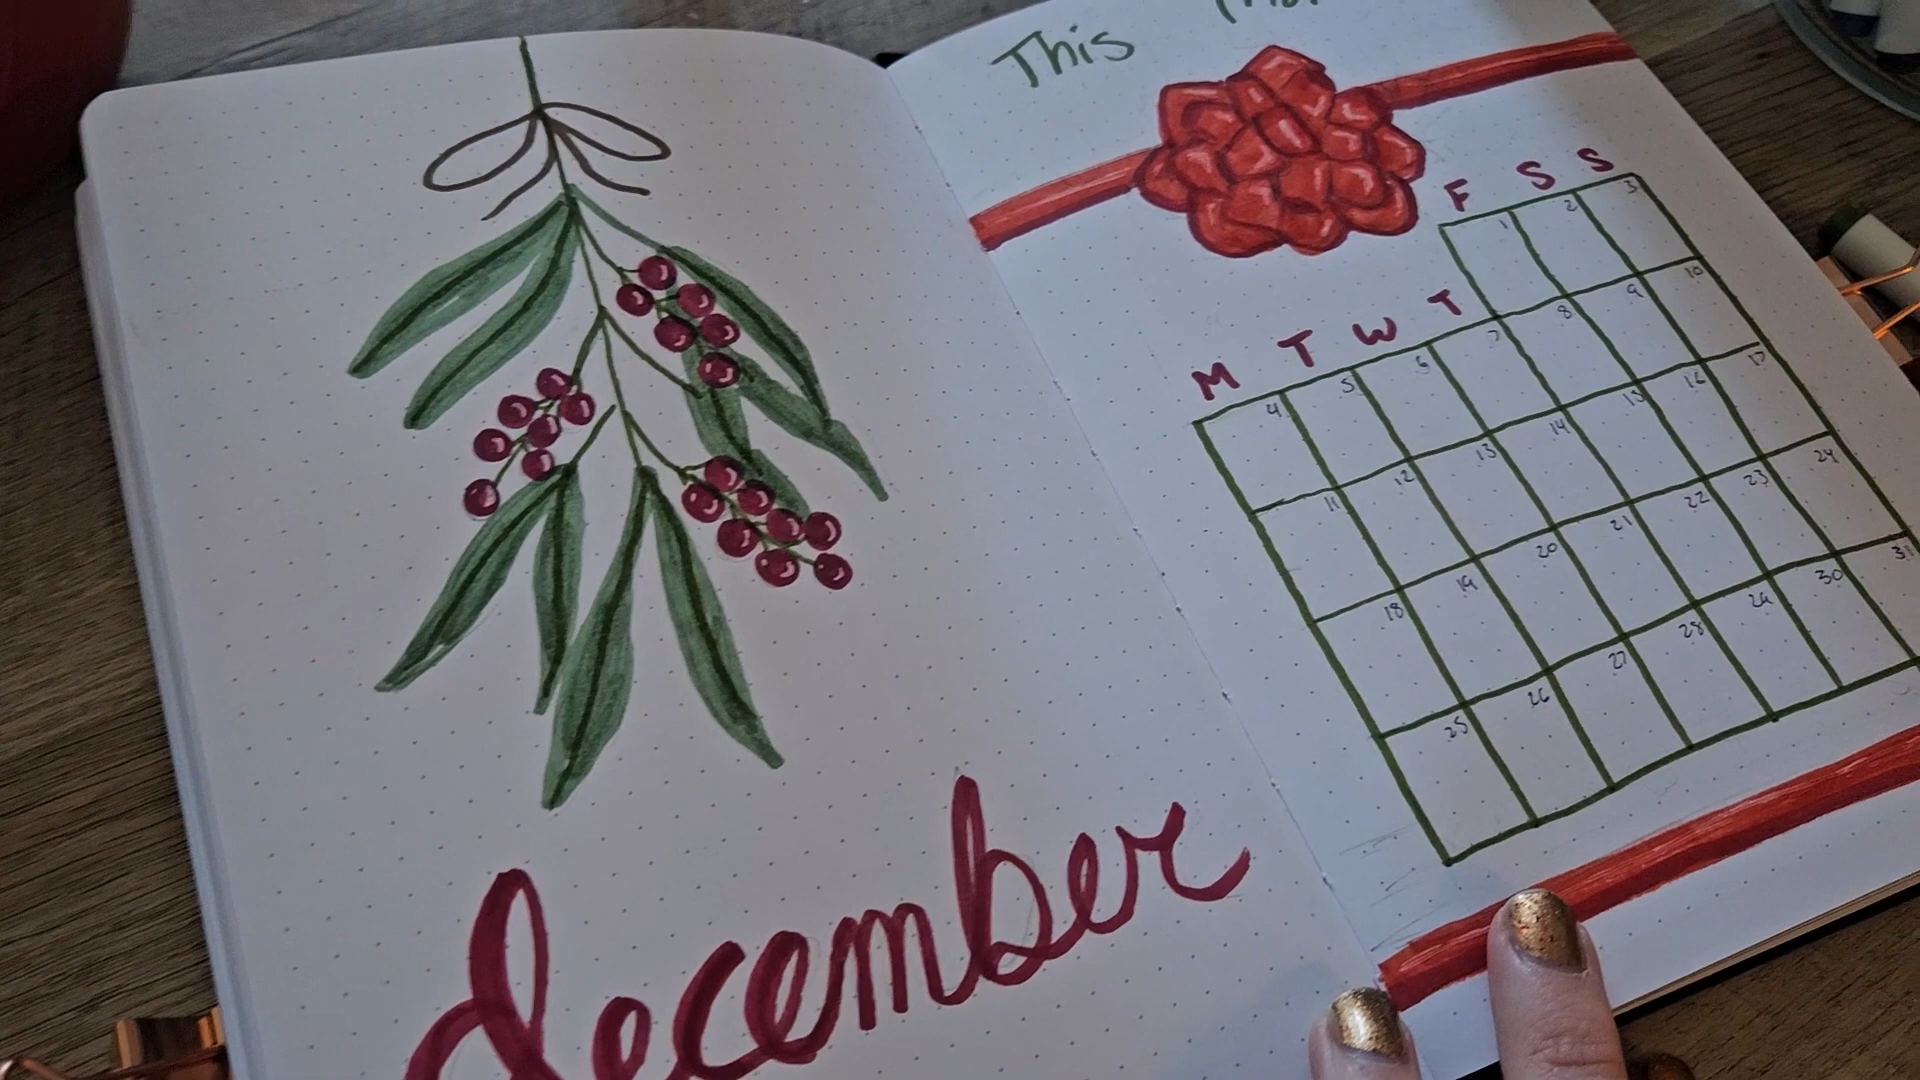 december
This
F S S
1 2 3
M T W T
4 5 6 7 8 9 10
11 12 13 14 15 16 17
18 19 20 21 22 23 24
25 26 27 28 29 30 31